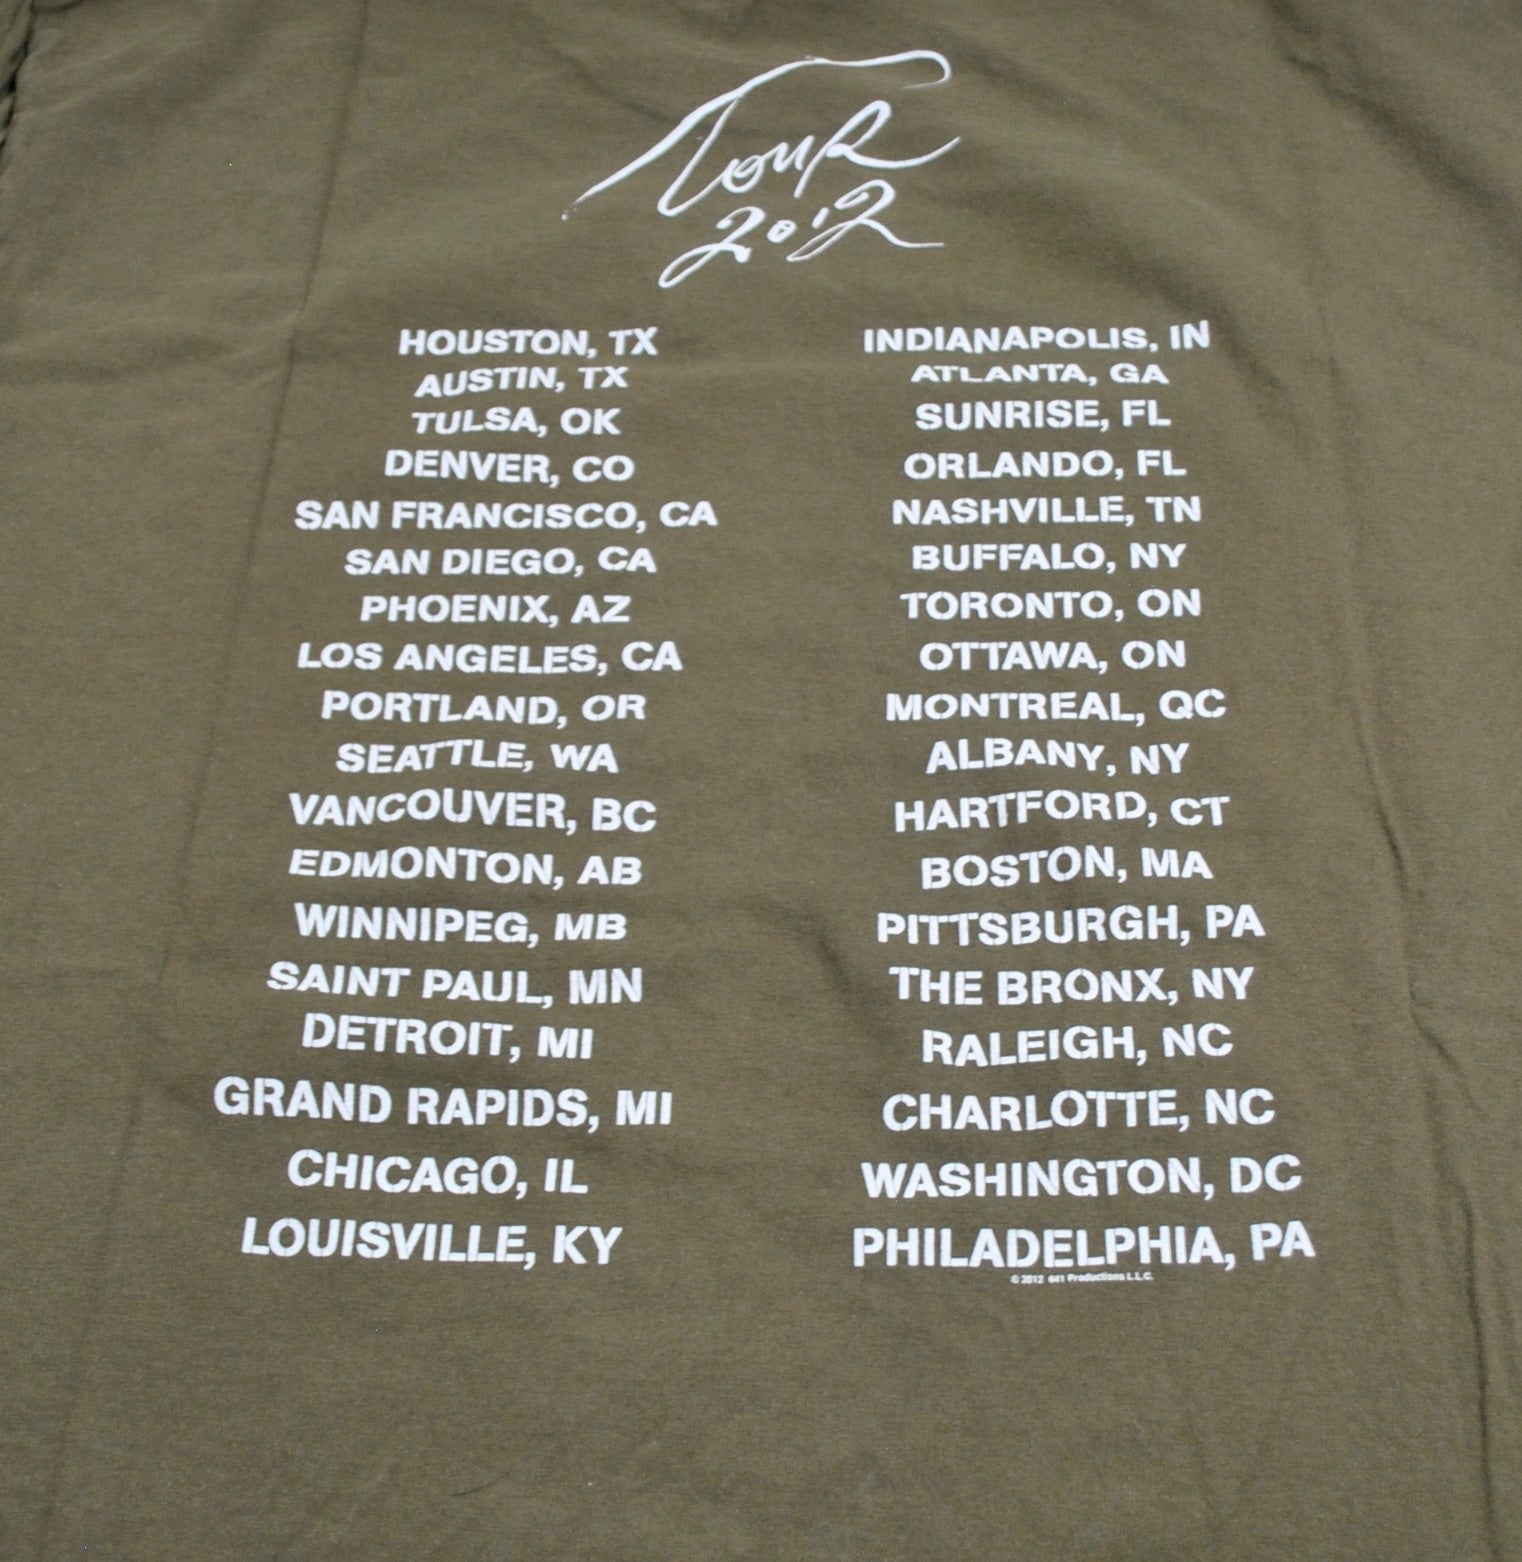 Tour
2012
HOUSTON, TX
AUSTIN, TX
TULSA, OK
DENVER, CO
SAN FRANCISCO, CA
SAN DIEGO, CA
PHOENIX, AZ
LOS ANGELES, CA
PORTLAND, OR
SEATTLE, WA
VANCOUVER, BC
EDMONTON, AB
WINNIPEG, MB
SAINT PAUL, MN
DETROIT, MI
GRAND RAPIDS, MI
CHICAGO, IL
LOUISVILLE, KY
INDIANAPOLIS, IN
ATLANTA, GA
SUNRISE, FL
ORLANDO, FL
NASHVILLE, TN
BUFFALO, NY
TORONTO, ON
OTTAWA, ON
MONTREAL, QC
ALBANY, NY
HARTFORD, CT
BOSTON, MA
PITTSBURGH, PA
THE BRONX, NY
RALEIGH, NC
CHARLOTTE, NC
WASHINGTON, DC
PHILADELPHIA, PA
© 2012 641 Productions L.L.C.